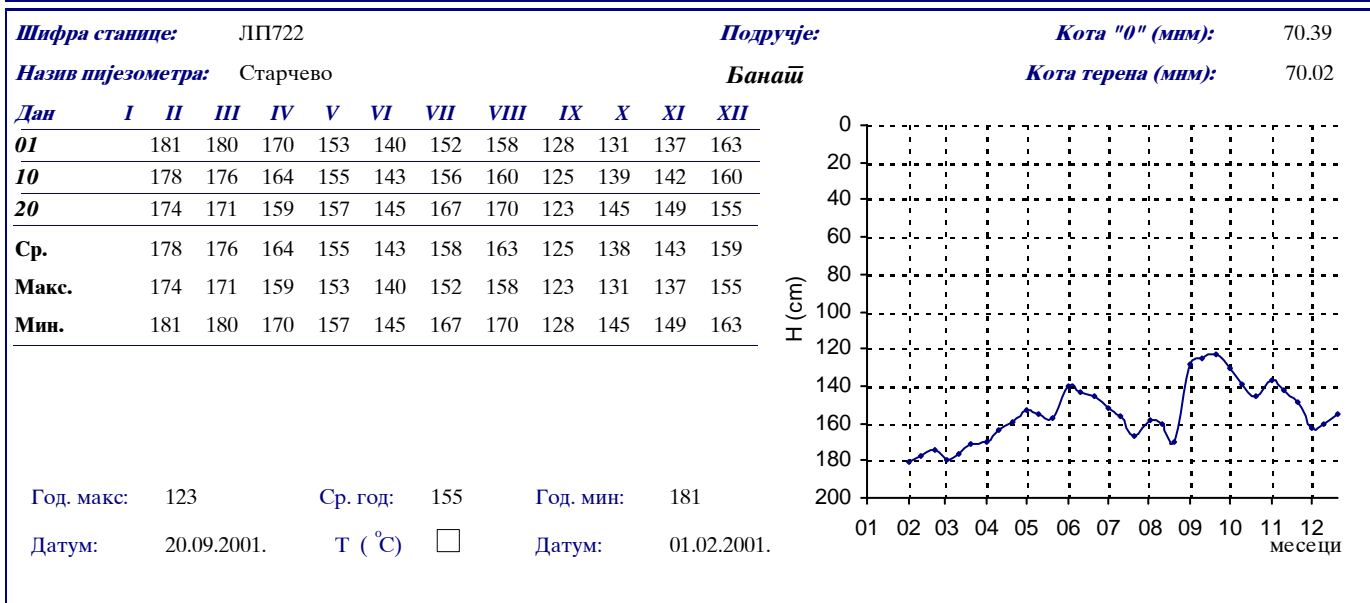 Шифра станице: ЛП722 Подручје: Кота "0" (мнм): 70.39
Назив пијезометра: Старчево Банат Кота терена (мнм): 70.02
Дан I II III IV V VI VII VIII IX X XI XII
01 181 180 170 153 140 152 158 128 131 137 163
10 178 176 164 155 143 156 160 125 139 142 160
20 174 171 159 157 145 167 170 123 145 149 155
Ср. 178 176 164 155 143 158 163 125 138 143 159
Макс. 174 171 159 153 140 152 158 123 131 137 155
Мин. 181 180 170 157 145 167 170 128 145 149 163
Год. макс: 123 Ср. год: 155 Год. мин: 181
Датум: 20.09.2001. Т ( °C) Датум: 01.02.2001.
0
20
40
60
80
100
120
140
160
180
200
H (cm)
01 02 03 04 05 06 07 08 09 10 11 12
месеци